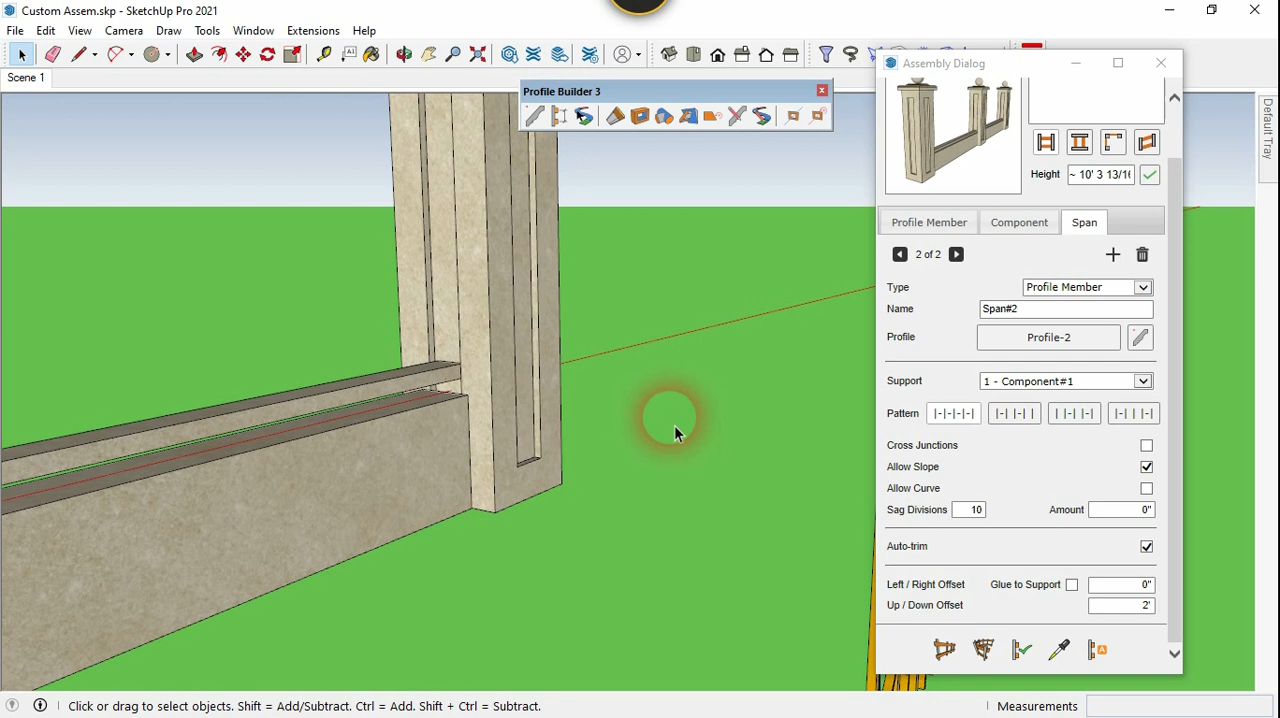 Custom Assem.skp - SketchUp Pro 2021
File Edit View Camera Draw Tools Window Extensions Help
Scene 1
Profile Builder 3
Assembly Dialog
Height ~ 10' 3 13/16
Profile Member Component Span
2 of 2
Type Profile Member
Name Span#2
Profile Profile-2
Support 1 - Component#1
Pattern |-|-|-|-| |-| |-| | | |-| |-| |-| | |-|
Cross Junctions
Allow Slope
Allow Curve
Sag Divisions 10 Amount 0"
Auto-trim
Left / Right Offset Glue to Support 0"
Up / Down Offset 2'
Default Tray
Click or drag to select objects. Shift = Add/Subtract. Ctrl = Add. Shift + Ctrl = Subtract. Measurements